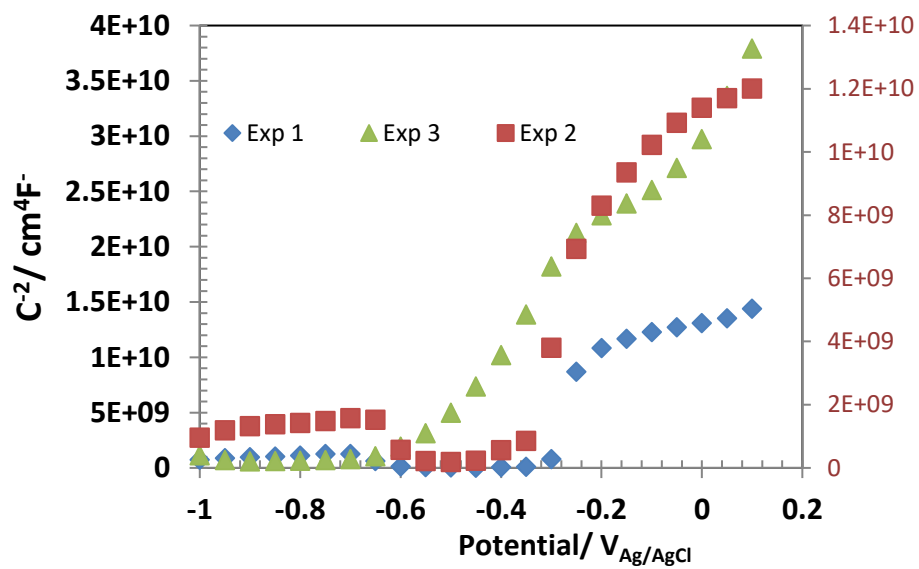 4E+10
3.5E+10
3E+10
2.5E+10
2E+10
1.5E+10
1E+10
5E+09
0
C-2/ cm4F-
Exp 1 Exp 3 Exp 2
1.4E+10
1.2E+10
1E+10
8E+09
6E+09
4E+09
2E+09
0
-1 -0.8 -0.6 -0.4 -0.2 0 0.2
Potential/ VAg/AgCl